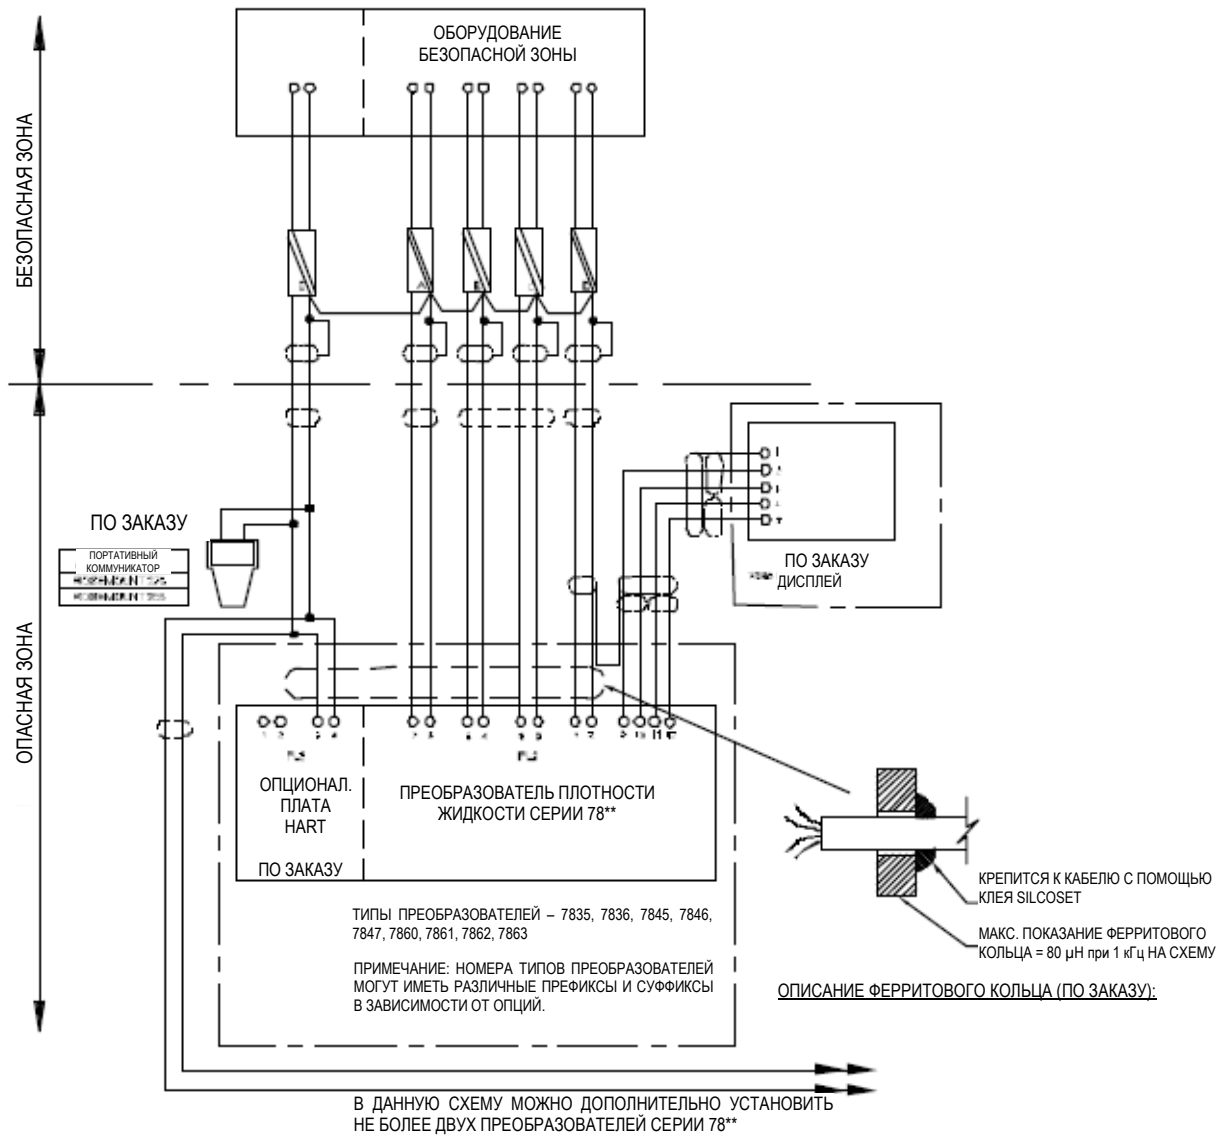 ОБОРУДОВАНИЕ
БЕЗОПАСНОЙ ЗОНЫ
БЕЗОПАСНАЯ ЗОНА
ОПАСНАЯ ЗОНА
ПО ЗАКАЗУ
ПОРТАТИВНЫЙ
КОММУНИКАТОР
ПО ЗАКАЗУ
ДИСПЛЕЙ
ОПЦИОНАЛ.
ПЛАТА
HART
ПО ЗАКАЗУ
ПРЕОБРАЗОВАТЕЛЬ ПЛОТНОСТИ
ЖИДКОСТИ СЕРИИ 78**
ТИПЫ ПРЕОБРАЗОВАТЕЛЕЙ – 7835, 7836, 7845, 7846,
7847, 7860, 7861, 7862, 7863
ПРИМЕЧАНИЕ: НОМЕРА ТИПОВ ПРЕОБРАЗОВАТЕЛЕЙ
МОГУТ ИМЕТЬ РАЗЛИЧНЫЕ ПРЕФИКСЫ И СУФФИКСЫ
В ЗАВИСИМОСТИ ОТ ОПЦИЙ.
КРЕПИТСЯ К КАБЕЛЮ С ПОМОЩЬЮ
КЛЕЯ SILCOSET
МАКС. ПОКАЗАНИЕ ФЕРРИТОВОГО
КОЛЬЦА = 80 µH при 1 кГц НА СХЕМУ
ОПИСАНИЕ ФЕРРИТОВОГО КОЛЬЦА (ПО ЗАКАЗУ):
В ДАННУЮ СХЕМУ МОЖНО ДОПОЛНИТЕЛЬНО УСТАНОВИТЬ
НЕ БОЛЕЕ ДВУХ ПРЕОБРАЗОВАТЕЛЕЙ СЕРИИ 78**